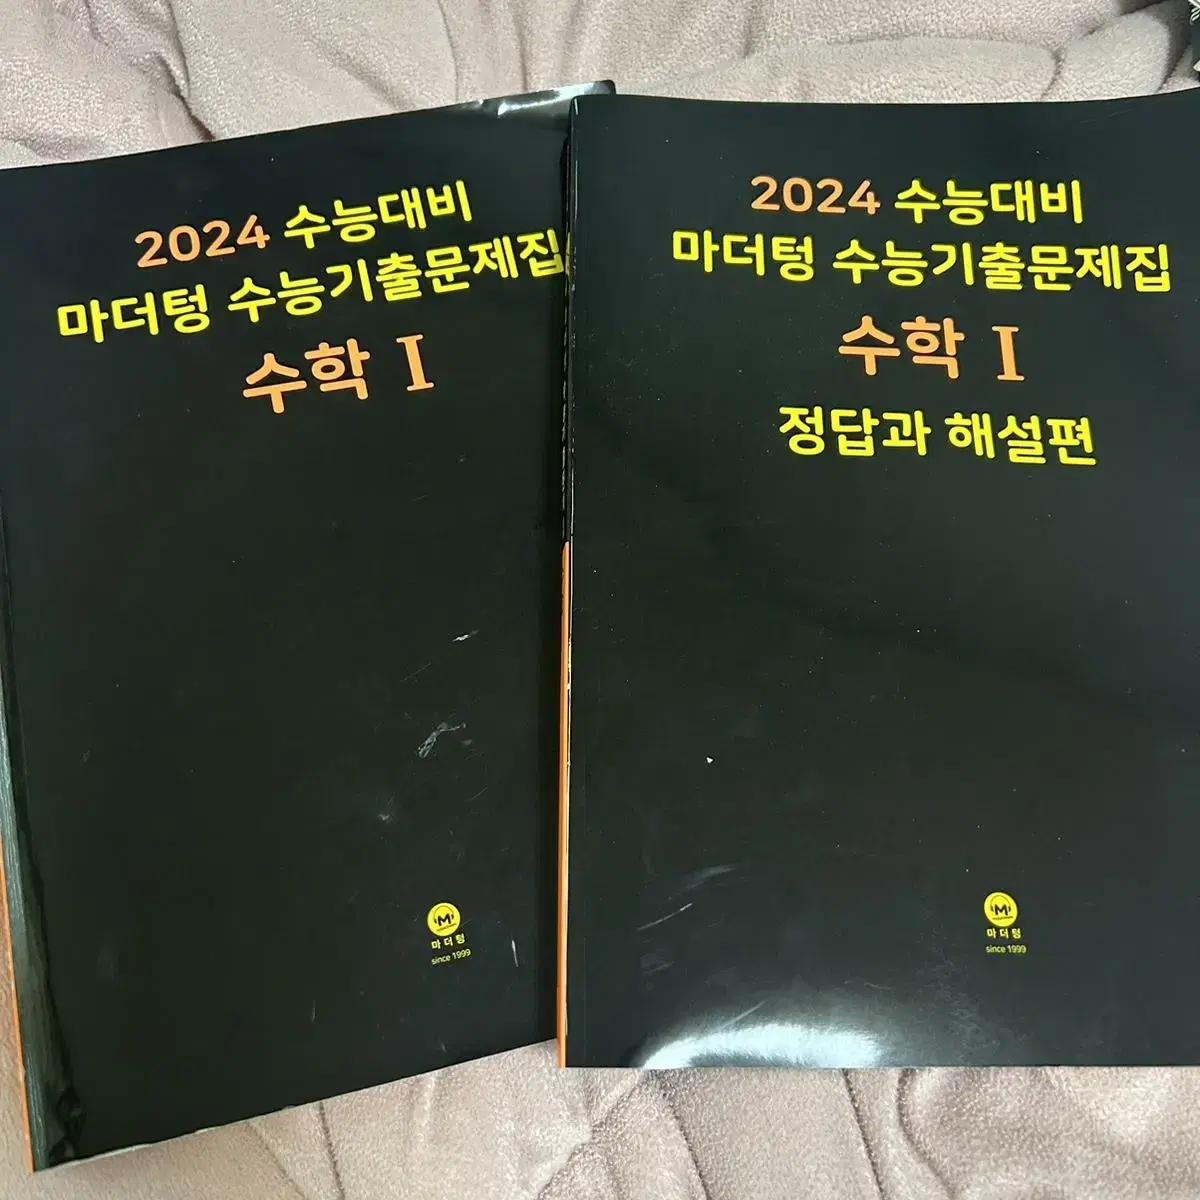 2024 수능대비
마더텅 수능기출문제집
수학 I
M
마더텅
since 1999
2024 수능대비
마더텅 수능기출문제집
수학 I
정답과 해설편
M
마더텅
since 1999